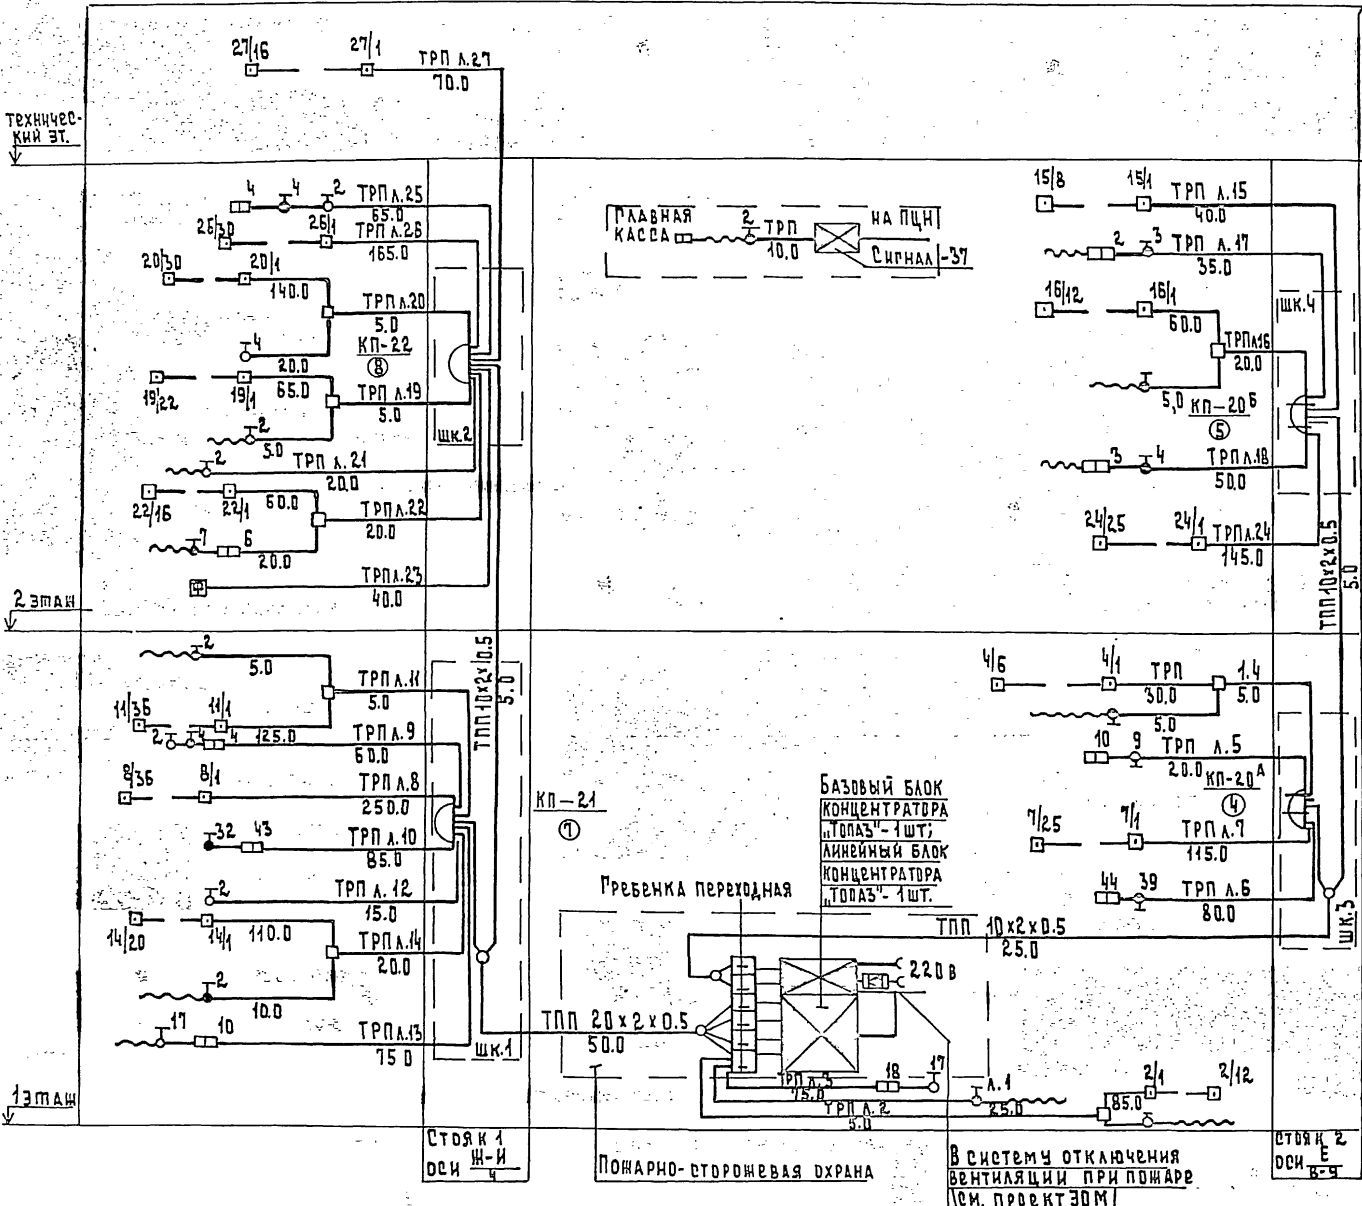 27/16
27/1
ТРП Л.27
70.0
ТЕХНИЧЕС-
КИЙ ЭТ.
4
4
2
ТРП Л.25
65.0
26/30
26/1
ТРП Л.26
165.0
20/30
20/1
140.0
ТРП Л.20
5.0
4
20.0
КП-22
8
19/22
19/1
65.0
ТРП Л.19
5.0
2
5.0
ШК.2
2
ТРП Л.21
20.0
22/16
22/1
60.0
ТРП Л.22
20.0
7
6
20.0
ТРП Л.23
40.0
2 ЭТАЖ
ГЛАВНАЯ
КАССА
2
ТРП
10.0
НА ПЦН
СИГНАЛ-37
15/8
15/1
ТРП Л.15
40.0
2
3
ТРП Л.17
35.0
16/12
16/1
60.0
ШК.4
ТРП Л16
20.0
5,0
КП-20Б
5
3
4
ТРП Л.18
50.0
24/25
24/1
ТРП Л.24
145.0
ТПП 10х2х0.5
5.0
2
5.0
ТРП Л.11
5.0
ТПП 10х2х0.5
5.0
11/36
11/1
125.0
2
4
4
ТРП Л.9
60.0
8/36
8/1
ТРП Л.8
250.0
КП-21
7
32
43
ТРП Л.10
85.0
2
ТРП Л.12
15.0
14/20
14/1
110.0
ТРП Л.14
20.0
2
10.0
17
10
ТРП Л.13
75.0
ШК.1
1 ЭТАЖ
4/6
4/1
ТРП
30.0
1.4
5.0
5.0
10
9
ТРП Л.5
20.0
КП-20А
4
7/25
7/1
ТРП Л.7
115.0
44
39
ТРП Л.6
80.0
ШК.3
БАЗОВЫЙ БЛОК
КОНЦЕНТРАТОРА
„ТОПАЗ"-1ШТ;
ЛИНЕЙНЫЙ БЛОК
КОНЦЕНТРАТОРА
„ТОПАЗ"-1ШТ.
ГРЕБЕНКА ПЕРЕХОДНАЯ
ТПП 10х2х0.5
25.0
220В
ТПП 20х2х0.5
50.0
ТРП Л.3
75.0
18
17
Л.1
25.0
ТРП Л.2
5.0
85.0
2/1
2/12
СТОЯК 1
ОСИ Ж-И
4
ПОЖАРНО-СТОРОЖЕВАЯ ОХРАНА
В СИСТЕМУ ОТКЛЮЧЕНИЯ
ВЕНТИЛЯЦИИ ПРИ ПОЖАРЕ
(СМ. ПРОЕКТ ЭОМ)
СТОЯК 2
ОСИ Е
8-9